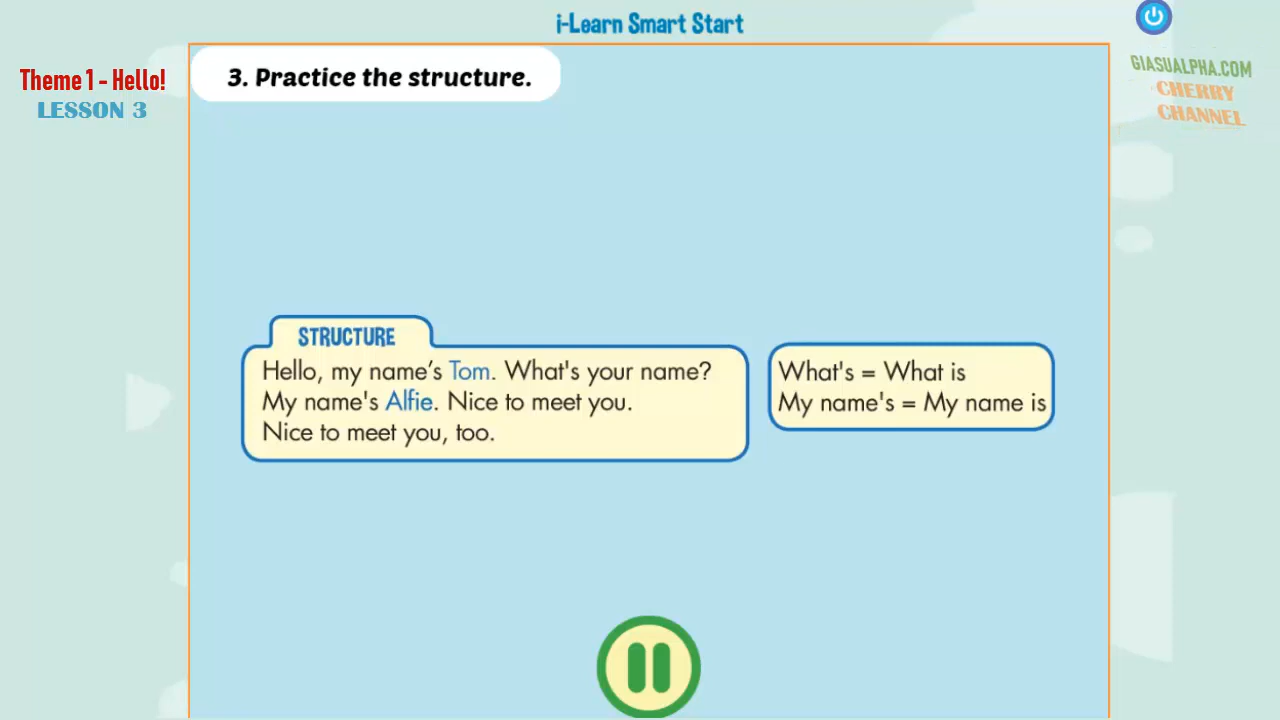 i-Learn Smart Start
Theme 1 - Hello!
LESSON 3
GIASUALPHA.COM
CHERRY
CHANNEL
3. Practice the structure.
STRUCTURE
Hello, my name’s Tom. What's your name?
My name's Alfie. Nice to meet you.
Nice to meet you, too.
What's = What is
My name's = My name is